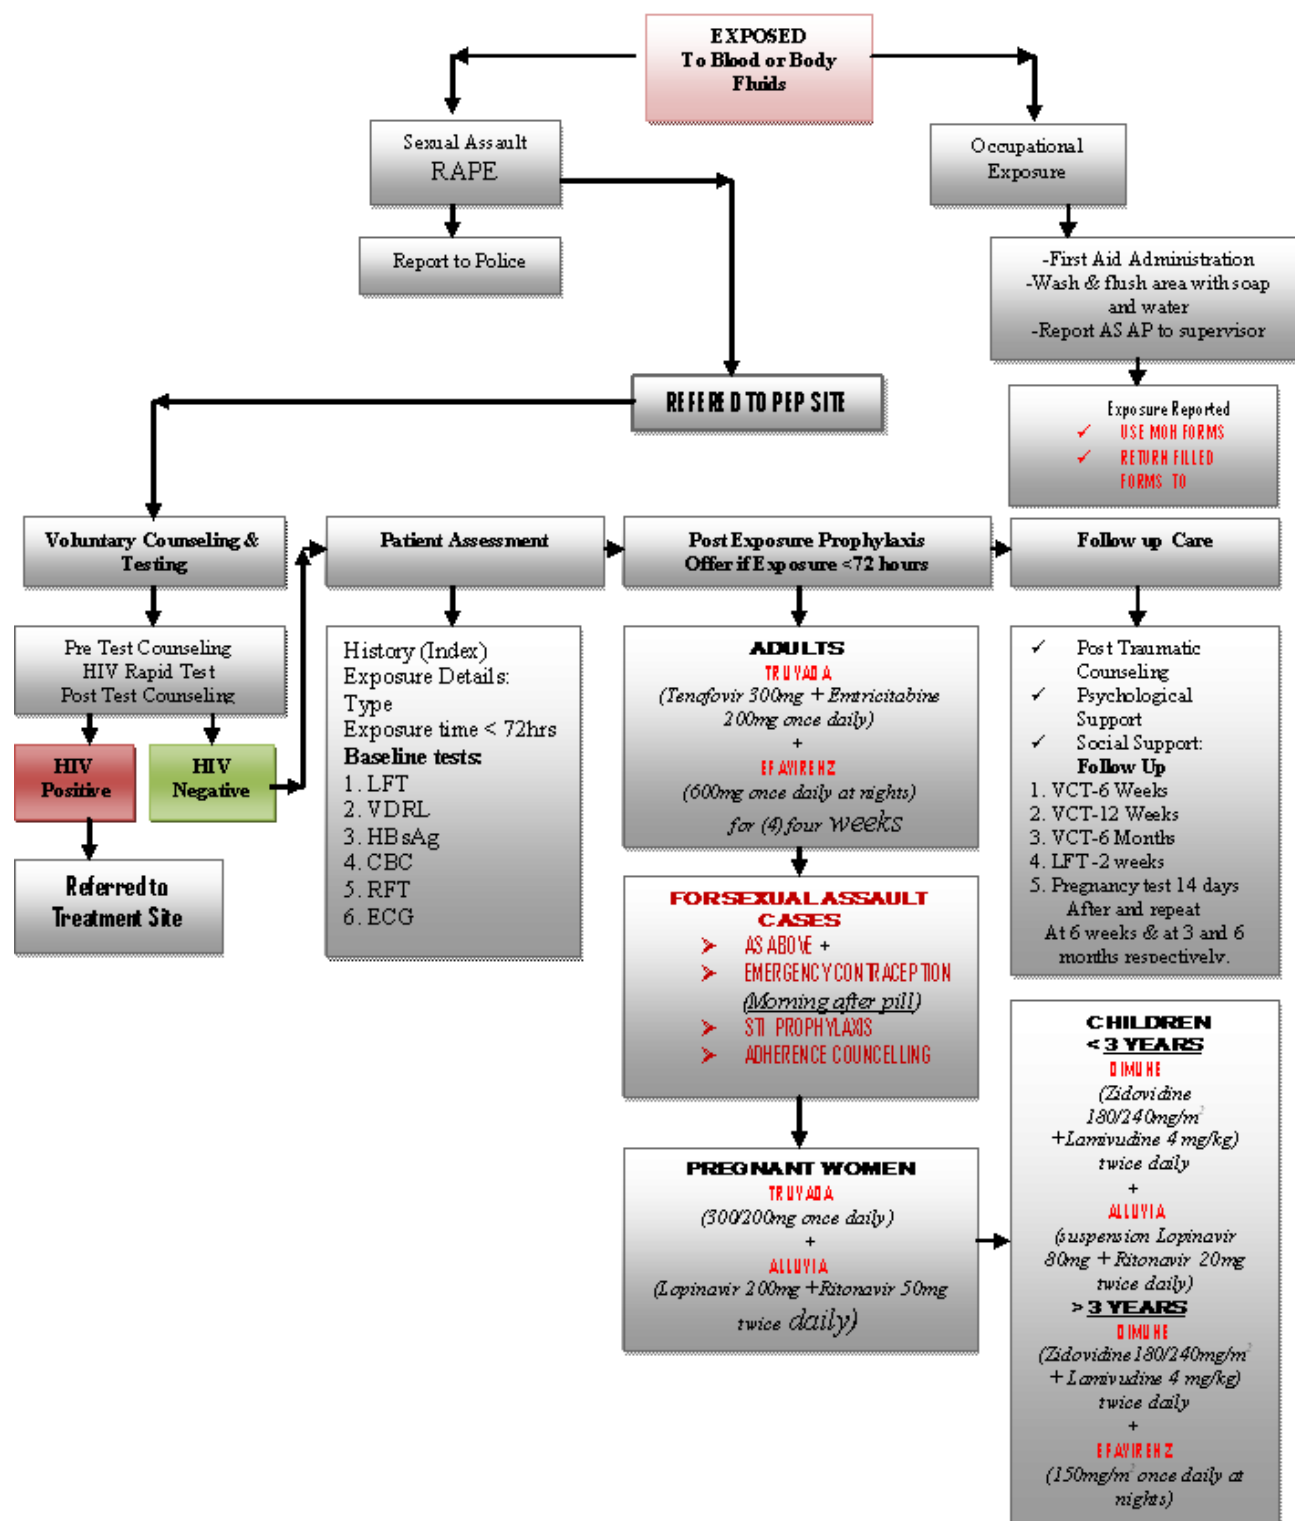 EXPOSED
To Blood or Body
Fluids
Sexual Assault
RAPE
Occupational
Exposure
Report to Police
-First Aid Administration
-Wash & flush area with soap
and water
-Report ASAP to supervisor
REFERED TO PEP SITE
Exposure Reported
✓ USE MOH FORMS
✓ RETURN FILLED
FORMS TO
Voluntary Counseling &
Testing
Patient Assessment
Post Exposure Prophylaxis
Offer if Exposure <72 hours
Follow up Care
Pre Test Counseling
HIV Rapid Test
Post Test Counseling
HIV
Positive
HIV
Negative
Referred to
Treatment Site
History (Index)
Exposure Details:
Type
Exposure time < 72hrs
Baseline tests:
1. LFT
2. VDRL
3. HBsAg
4. CBC
5. RFT
6. ECG
ADULTS
TRUVADA
(Tenofovir 300mg + Emtricitabine
200mg once daily)
+
EFAVIRENZ
(600mg once daily at nights)
for (4) four weeks
FOR SEXUAL ASSAULT
CASES
➢ AS ABOVE +
➢ EMERGENCY CONTRACEPTION
(Morning after pill)
➢ STI PROPHYLAXIS
➢ ADHERENCE COUNCELLING
PREGNANT WOMEN
TRUVADA
(300/200mg once daily)
+
ALLUVIA
(Lopinavir 200mg +Ritonavir 50mg
twice daily)
✓ Post Traumatic
Counseling
✓ Psychological
Support
✓ Social Support:
Follow Up
1. VCT-6 Weeks
2. VCT-12 Weeks
3. VCT-6 Months
4. LFT -2 weeks
5. Pregnancy test 14 days
After and repeat
At 6 weeks & at 3 and 6
months respectively.
CHILDREN
< 3 YEARS
DIMUNE
(Zidovidine
180/240mg/m²
+Lamivudine 4 mg/kg)
twice daily
+
ALLUVIA
(suspension Lopinavir
80mg + Ritonavir 20mg
twice daily)
> 3 YEARS
DIMUNE
(Zidovidine 180/240mg/m²
+ Lamivudine 4 mg/kg)
twice daily
+
EFAVIRENZ
(150mg/m² once daily at
nights)